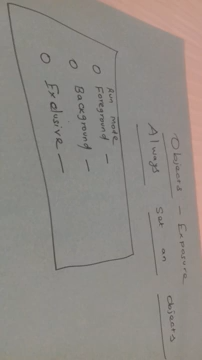 Objects - Exposure
Always Set on Objects
Run mode
O Foreground -
O Background -
O Exclusive -